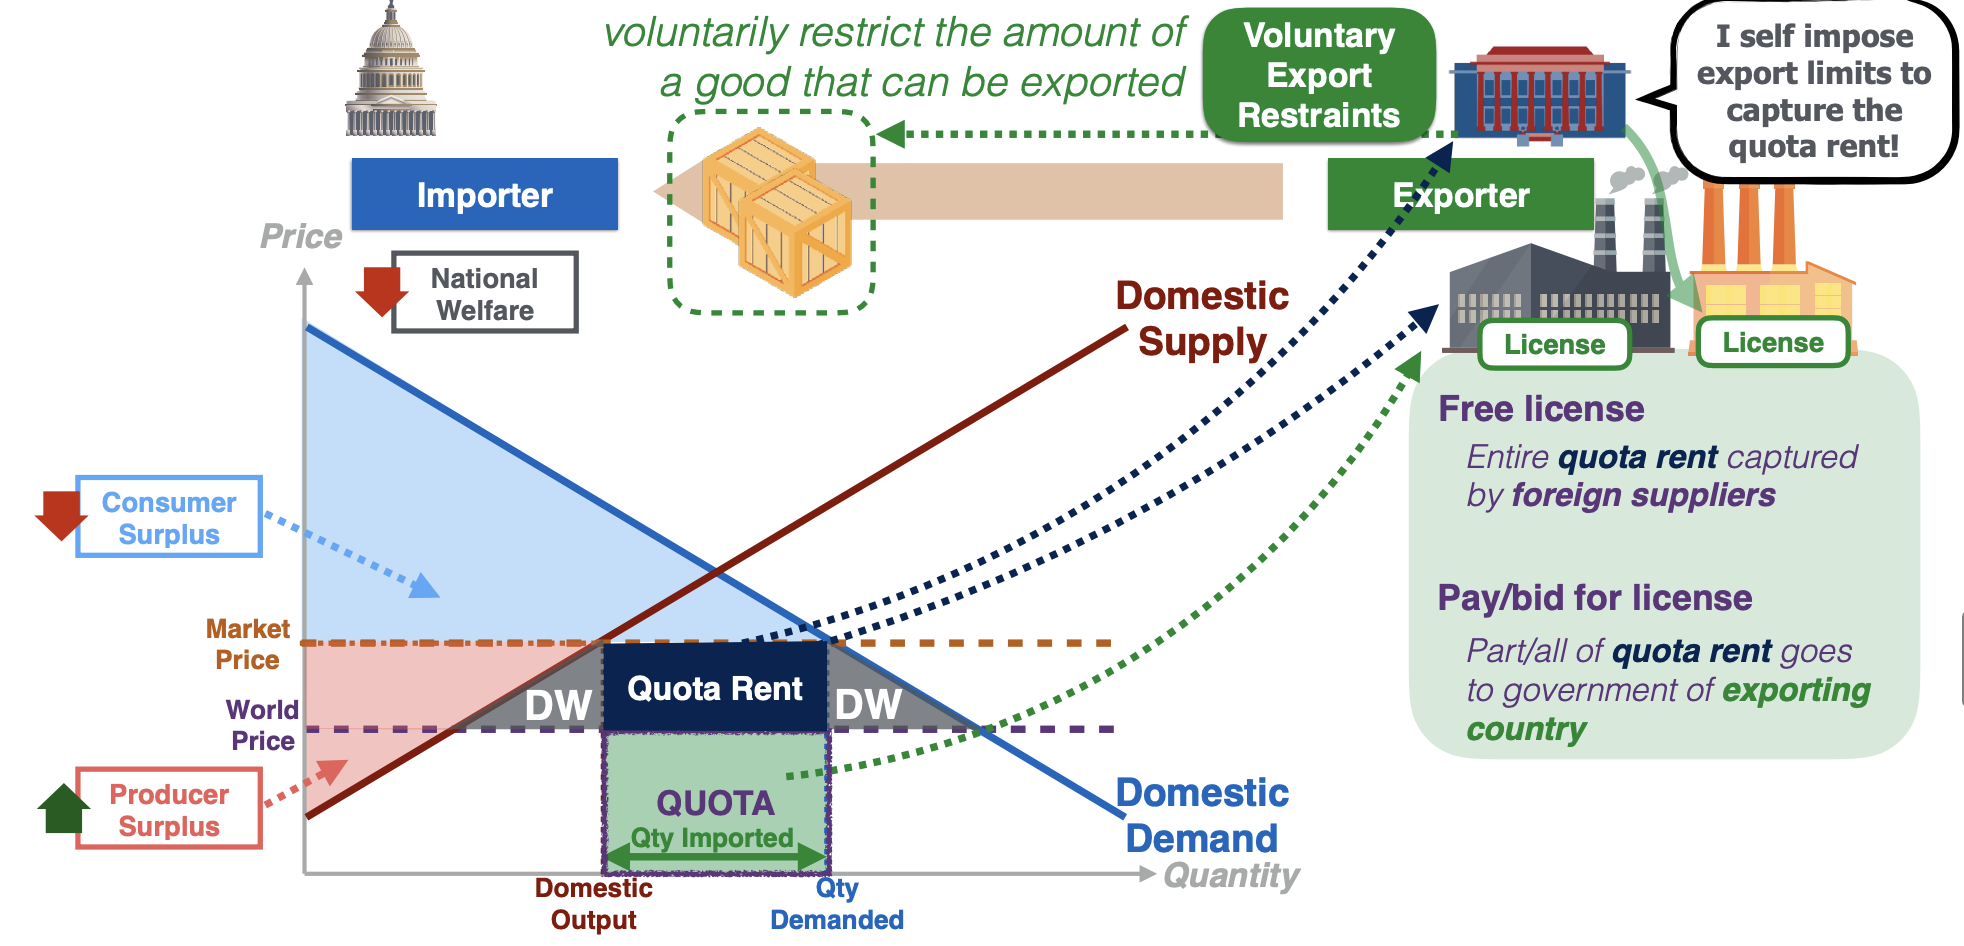 voluntarily restrict the amount of
a good that can be exported
Voluntary
Export
Restraints
I self impose
export limits to
capture the
quota rent!
Importer
Exporter
Price
National
Welfare
Domestic
Supply
License
License
Free license
Entire quota rent captured
by foreign suppliers
Pay/bid for license
Part/all of quota rent goes
to government of exporting
country
Consumer
Surplus
Market
Price
World
Price
Producer
Surplus
DW
Quota Rent
DW
QUOTA
Qty Imported
Domestic
Demand
Quantity
Domestic
Output
Qty
Demanded